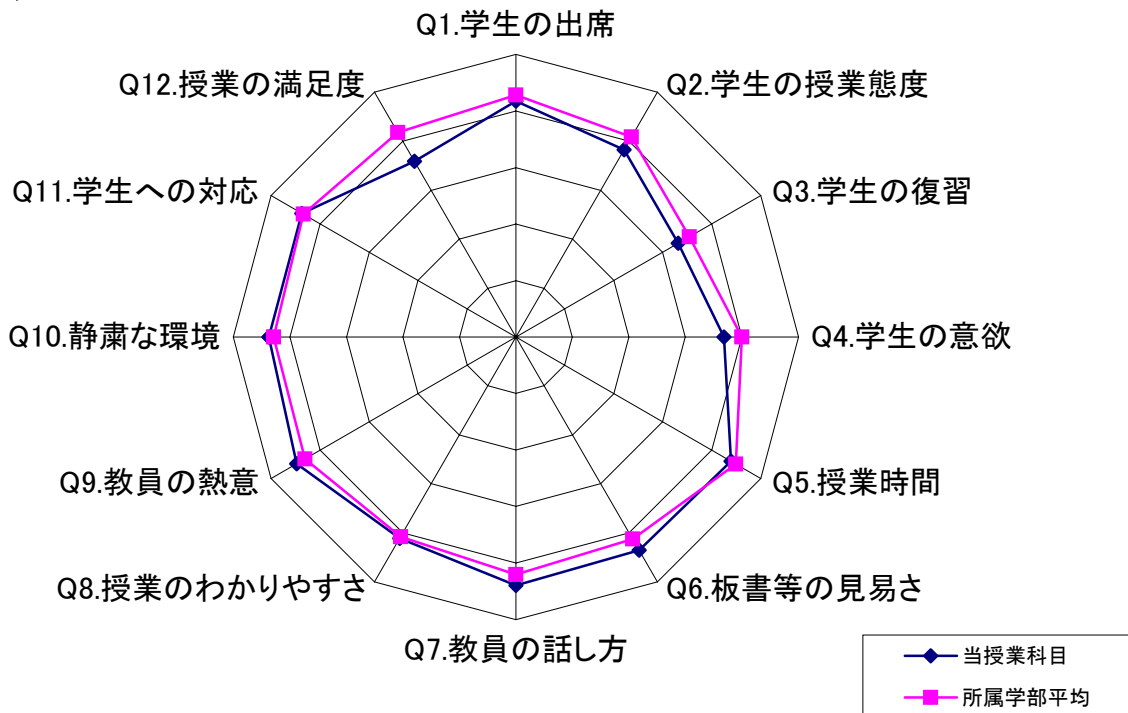 Q1.学生の出席
Q2.学生の授業態度
Q3.学生の復習
Q4.学生の意欲
Q5.授業時間
Q6.板書等の見易さ
Q7.教員の話し方
Q8.授業のわかりやすさ
Q9.教員の熱意
Q10.静粛な環境
Q11.学生への対応
Q12.授業の満足度
当授業科目
所属学部平均